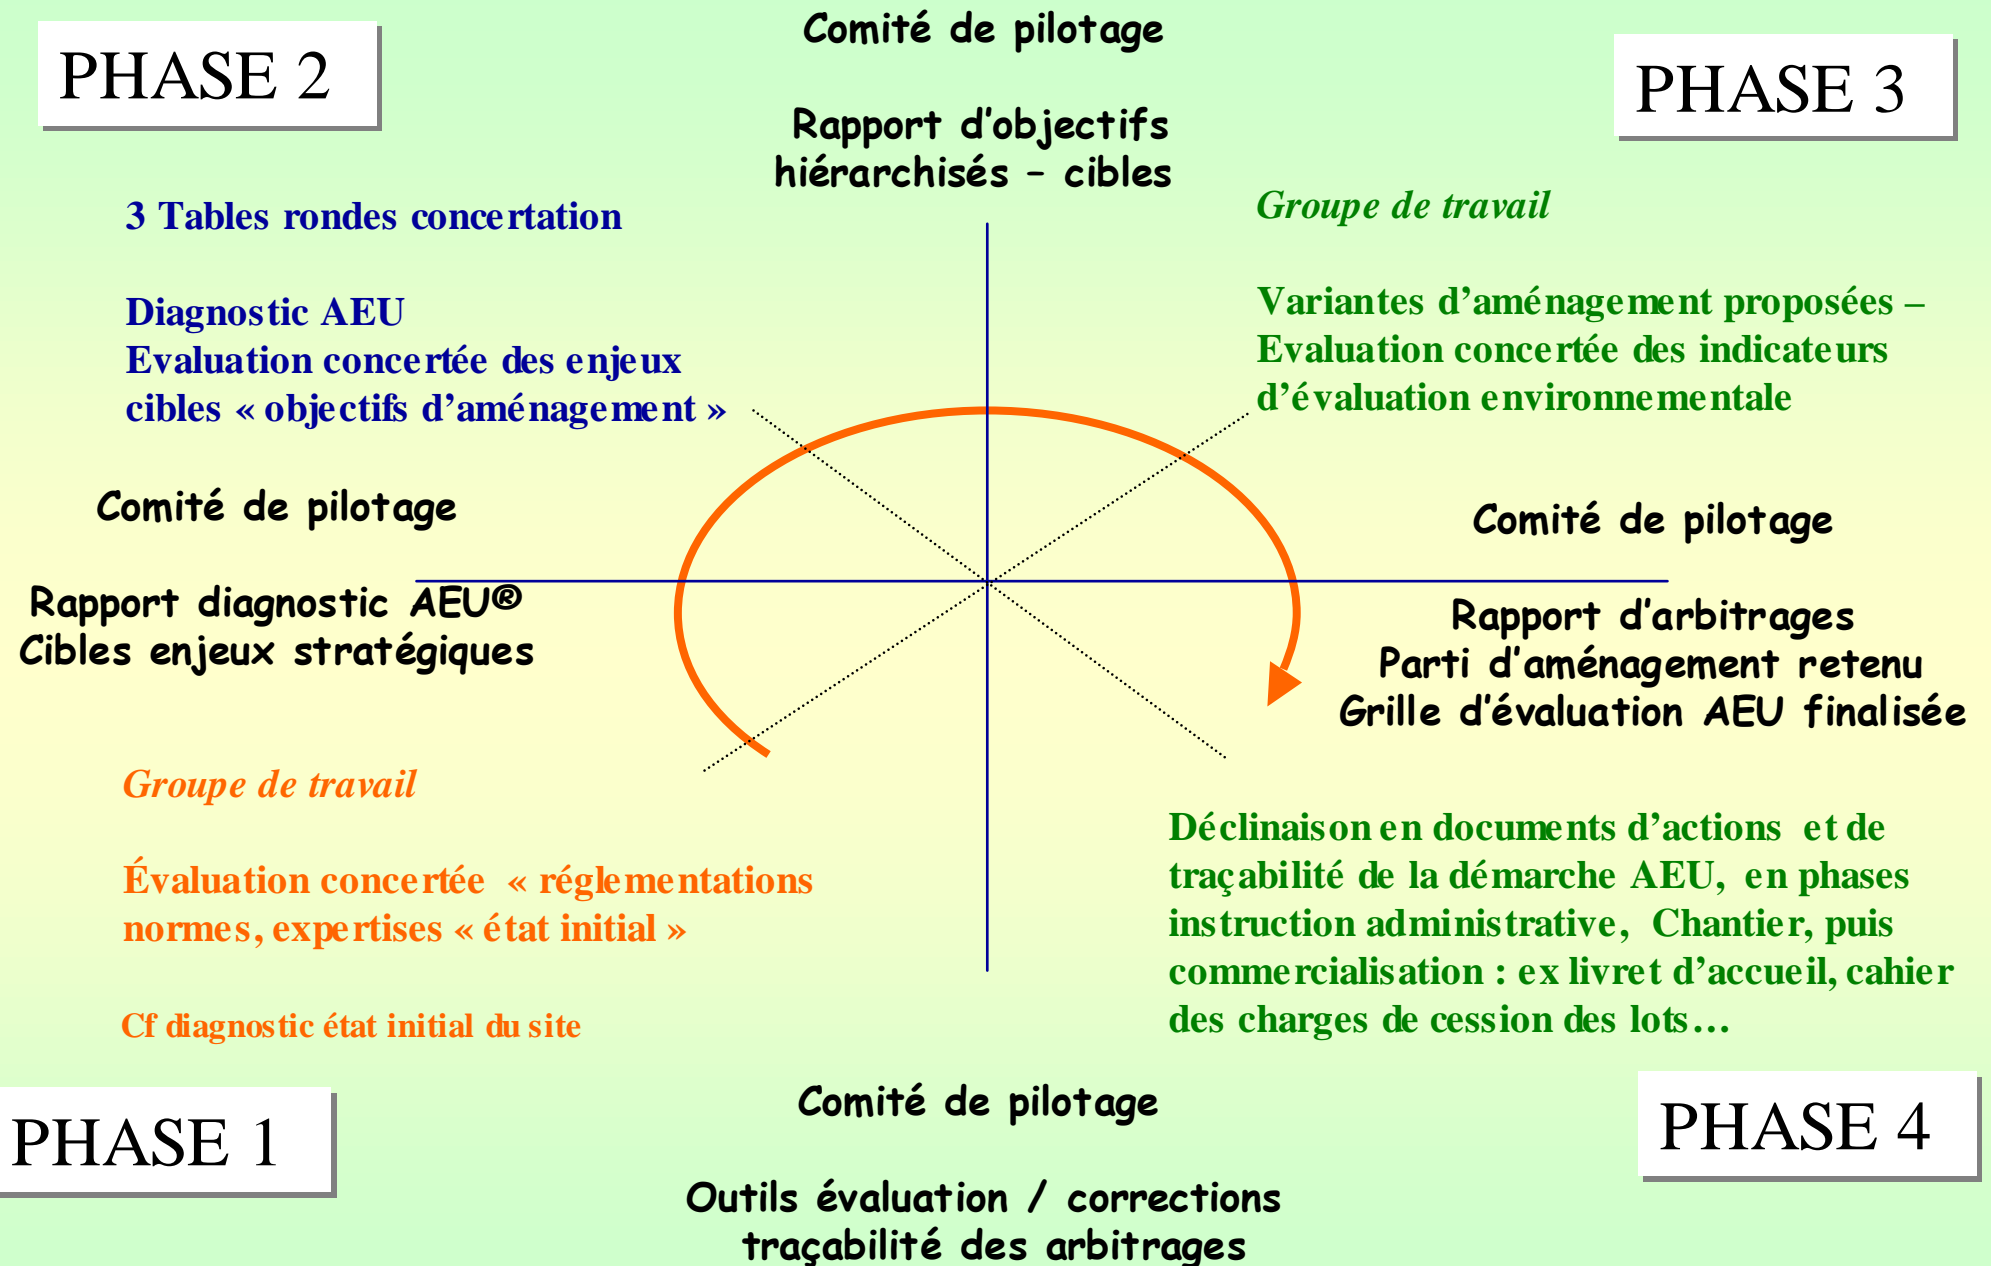 PHASE 2
Comité de pilotage
Rapport d'objectifs
hiérarchisés – cibles
PHASE 3
3 Tables rondes concertation
Diagnostic AEU
Evaluation concertée des enjeux
cibles « objectifs d'aménagement »
Groupe de travail
Variantes d'aménagement proposées –
Evaluation concertée des indicateurs
d'évaluation environnementale
Comité de pilotage
Rapport diagnostic AEU®
Cibles enjeux stratégiques
Comité de pilotage
Rapport d'arbitrages
Parti d'aménagement retenu
Grille d'évaluation AEU finalisée
Groupe de travail
Évaluation concertée « réglementations
normes, expertises « état initial »
Cf diagnostic état initial du site
Déclinaison en documents d'actions et de
traçabilité de la démarche AEU, en phases
instruction administrative, Chantier, puis
commercialisation : ex livret d'accueil, cahier
des charges de cession des lots…
PHASE 1
Comité de pilotage
Outils évaluation / corrections
traçabilité des arbitrages
PHASE 4